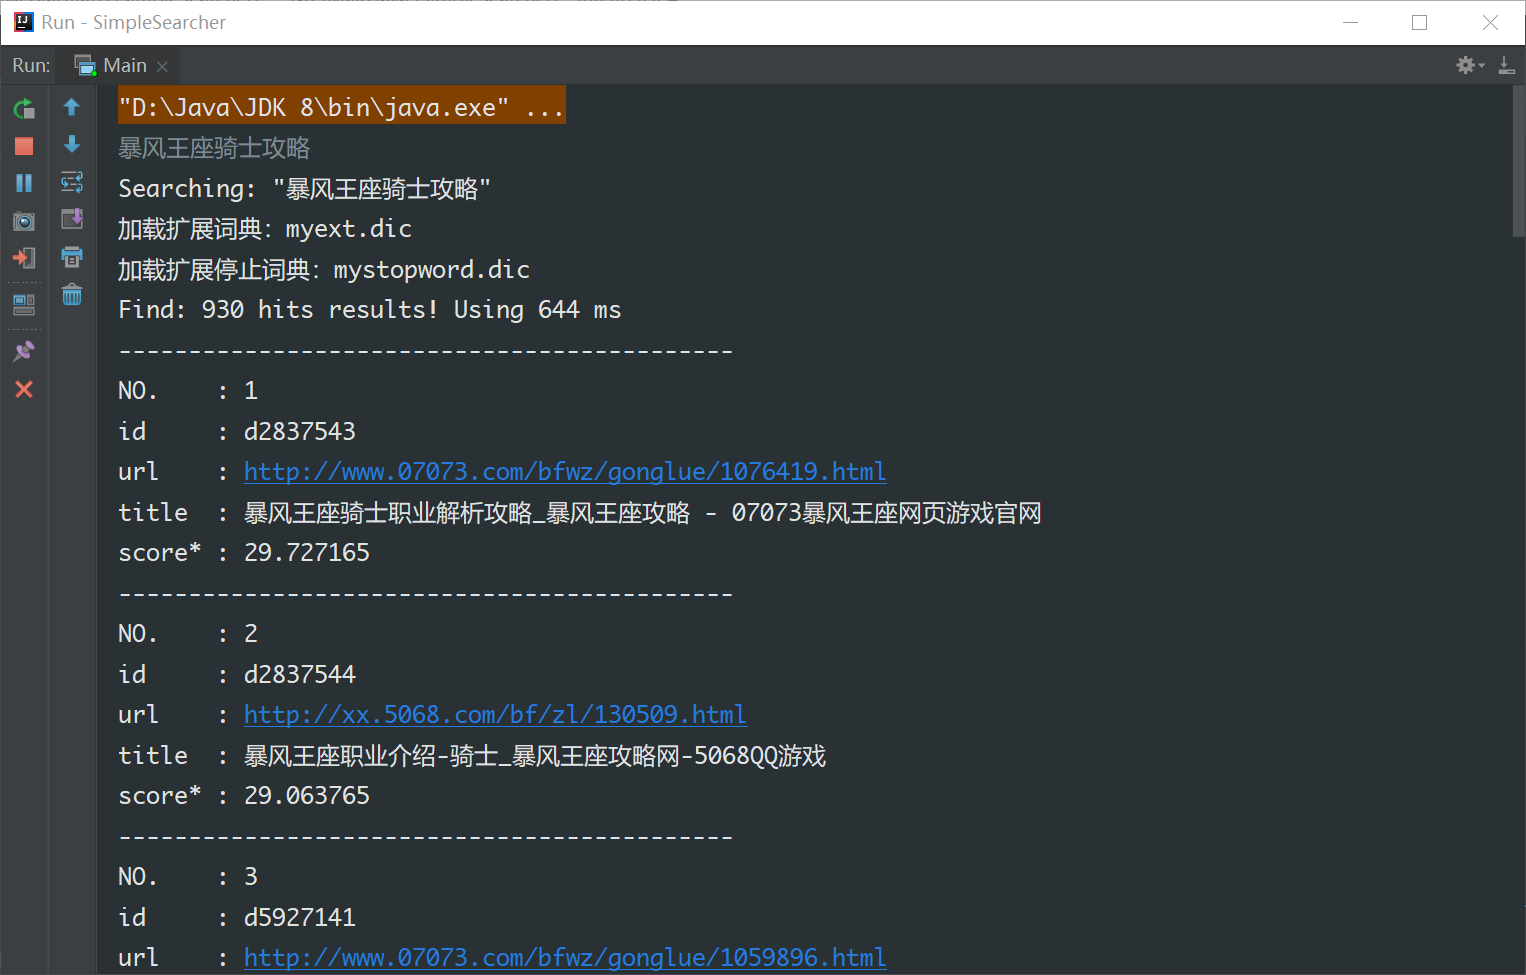 Run - SimpleSearcher
Run: Main
"D:\Java\JDK 8\bin\java.exe" ...
暴风王座骑士攻略
Searching: "暴风王座骑士攻略"
加载扩展词典：myext.dic
加载扩展停止词典：mystopword.dic
Find: 930 hits results! Using 644 ms
--------------------------------------------
NO. : 1
id : d2837543
url : http://www.07073.com/bfwz/gonglue/1076419.html
title : 暴风王座骑士职业解析攻略_暴风王座攻略 - 07073暴风王座网页游戏官网
score* : 29.727165
--------------------------------------------
NO. : 2
id : d2837544
url : http://xx.5068.com/bf/zl/130509.html
title : 暴风王座职业介绍-骑士_暴风王座攻略网-5068QQ游戏
score* : 29.063765
--------------------------------------------
NO. : 3
id : d5927141
url : http://www.07073.com/bfwz/gonglue/1059896.html